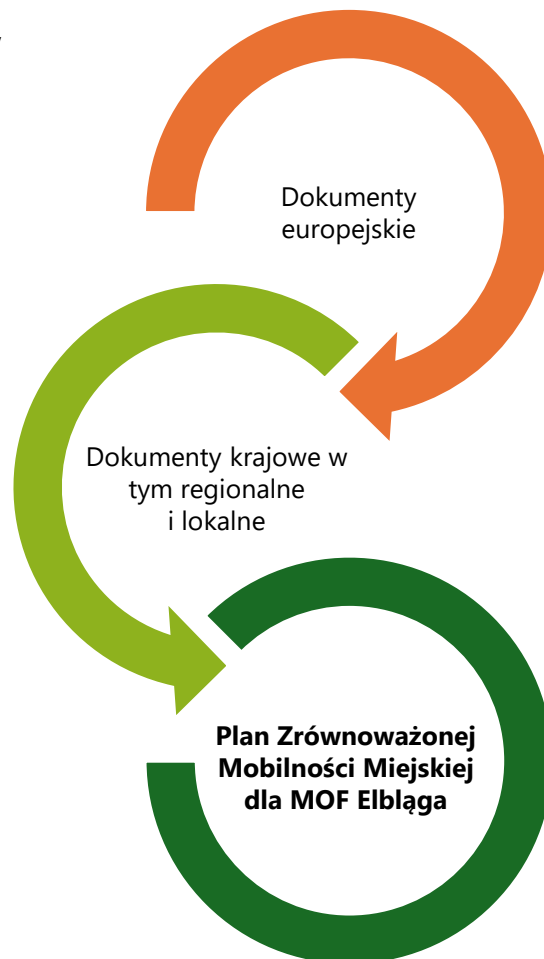 Dokumenty
europejskie
Dokumenty krajowe w
tym regionalne
i lokalne
Plan Zrównoważonej
Mobilności Miejskiej
dla MOF Elbląga